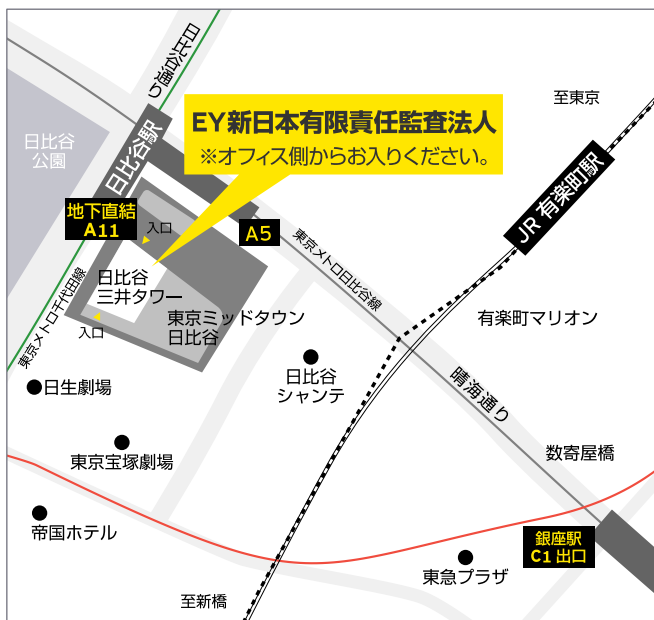 日比谷通り
至東京
EY新日本有限責任監査法人
※オフィス側からお入りください。
日比谷
公園
日比谷駅
JR 有楽町駅
地下直結
A11
入口
A5
東京メトロ日比谷線
日比谷
三井タワー
東京ミッドタウン
日比谷
入口
東京メトロ千代田線
有楽町マリオン
日比谷
シャンテ
晴海通り
日生劇場
東京宝塚劇場
数寄屋橋
帝国ホテル
銀座駅
C1 出口
東急プラザ
至新橋